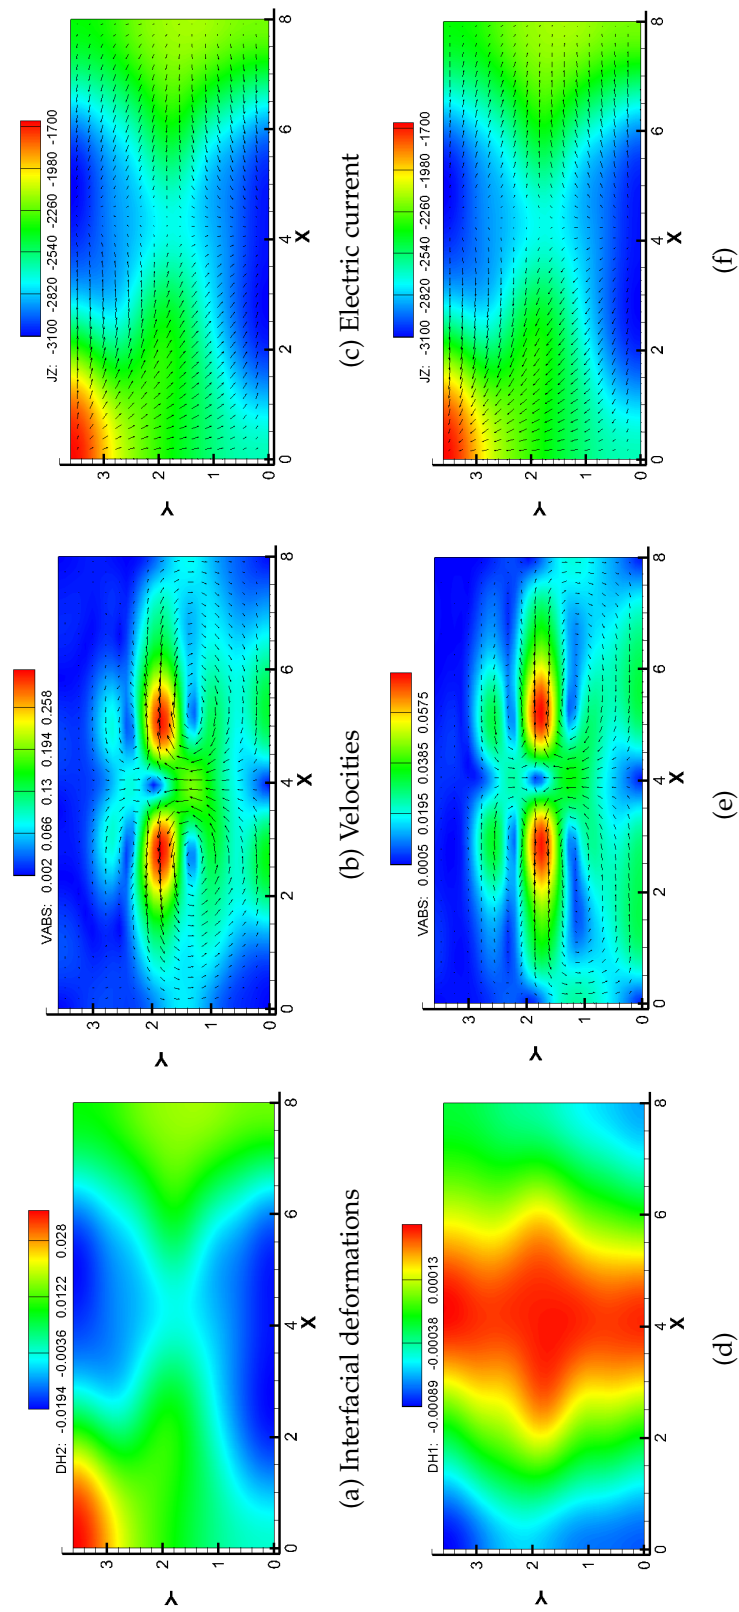 DH2: -0.0194 -0.0036 0.0122 0.028
Y
3
2
1
0
0 2 4 6 8
X
(a) Interfacial deformations
VABS: 0.002 0.066 0.13 0.194 0.258
Y
3
2
1
0
0 2 4 6 8
X
(b) Velocities
JZ: -3100 -2820 -2540 -2260 -1980 -1700
Y
3
2
1
0
0 2 4 6 8
X
(c) Electric current
DH1: -0.00089 -0.00038 0.00013
Y
3
2
1
0
0 2 4 6 8
X
(d)
VABS: 0.0005 0.0195 0.0385 0.0575
Y
3
2
1
0
0 2 4 6 8
X
(e)
JZ: -3100 -2820 -2540 -2260 -1980 -1700
Y
3
2
1
0
0 2 4 6 8
X
(f)